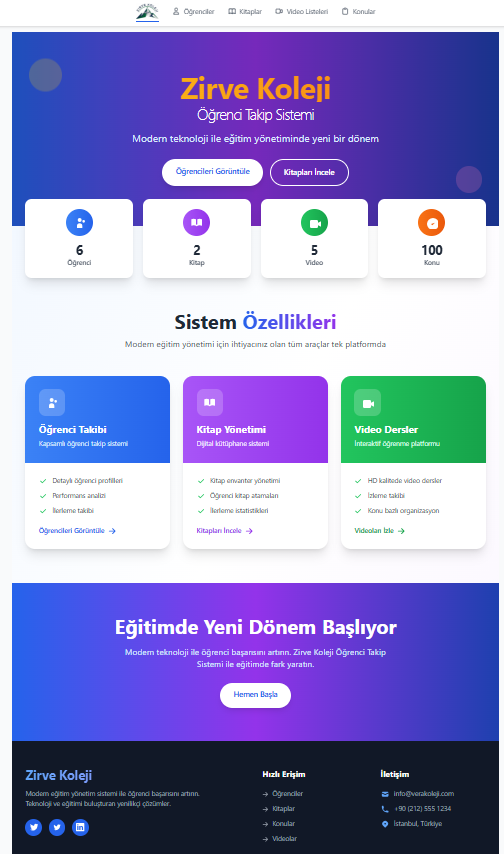 Öğrenciler Kitaplar Video Listeleri Konular
Zirve Koleji
Öğrenci Takip Sistemi
Modern teknoloji ile eğitim yönetiminde yeni bir dönem
Öğrencileri Görüntüle Kitapları İncele
6 2 5 100
Öğrenci Kitap Video Konu
Sistem Özellikleri
Modern eğitim yönetimi için ihtiyacınız olan tüm araçlar tek platformda
Öğrenci Takibi
Kapsamlı öğrenci takip sistemi
Detaylı öğrenci profilleri
Performans analizi
İlerleme takibi
Öğrencileri Görüntüle →
Kitap Yönetimi
Dijital kütüphane sistemi
Kitap envanter yönetimi
Öğrenci kitap atamaları
İlerleme istatistikleri
Kitapları İncele →
Video Dersler
İnteraktif öğrenme platformu
HD kalitede video dersler
İzleme takibi
Konu bazlı organizasyon
Videoları İzle →
Eğitimde Yeni Dönem Başlıyor
Modern teknoloji ile öğrenci başarısını artırın. Zirve Koleji Öğrenci Takip
Sistemi ile eğitimde fark yaratın.
Hemen Başla
Zirve Koleji
Modern eğitim yönetim sistemi ile öğrenci başarısını artırın.
Teknoloji ve eğitimi buluşturan yenilikçi çözümler.
Hızlı Erişim
→ Öğrenciler
→ Kitaplar
→ Konular
→ Videolar
İletişim
info@verakoleji.com
+90 (212) 555 1234
İstanbul, Türkiye